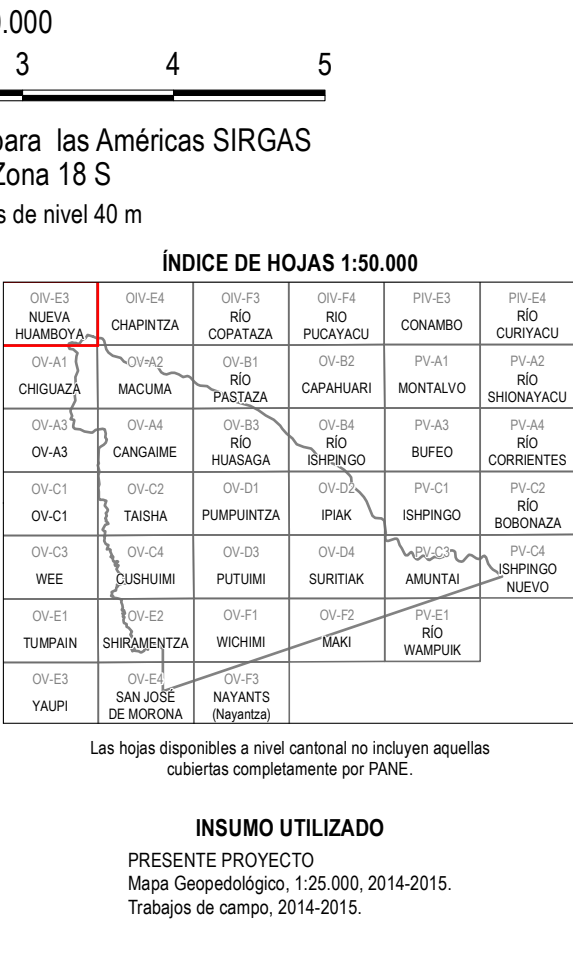 0.000
3 4 5
para las Américas SIRGAS
Zona 18 S
s de nivel 40 m
ÍNDICE DE HOJAS 1:50.000
OIV-E3 OIV-E4 OIV-F3 OIV-F4 PIV-E3 PIV-E4
NUEVA HUAMBOYA CHAPINTZA RÍO COPATAZA RIO PUCAYACU CONAMBO RÍO CURIYACU
OV-A1 OV-A2 OV-B1 OV-B2 PV-A1 PV-A2
CHIGUAZA MACUMA RÍO PASTAZA CAPAHUARI MONTALVO RÍO SHIONAYACU
OV-A3 OV-A4 OV-B3 OV-B4 PV-A3 PV-A4
OV-A3 CANGAIME RÍO HUASAGA RÍO ISHPINGO BUFEO RÍO CORRIENTES
OV-C1 OV-C2 OV-D1 OV-D2 PV-C1 PV-C2
OV-C1 TAISHA PUMPUINTZA IPIAK ISHPINGO RÍO BOBONAZA
OV-C3 OV-C4 OV-D3 OV-D4 PV-C3 PV-C4
WEE CUSHUIMI PUTUIMI SURITIAK AMUNTAI ISHPINGO NUEVO
OV-E1 OV-E2 OV-F1 OV-F2 PV-E1
TUMPAIN SHIRAMENTZA WICHIMI MAKI RÍO WAMPUIK
OV-E3 OV-E4 OV-F3
YAUPI SAN JOSÉ DE MORONA NAYANTS (Nayantza)
Las hojas disponibles a nivel cantonal no incluyen aquellas
cubiertas completamente por PANE.
INSUMO UTILIZADO
PRESENTE PROYECTO
Mapa Geopedológico, 1:25.000, 2014-2015.
Trabajos de campo, 2014-2015.